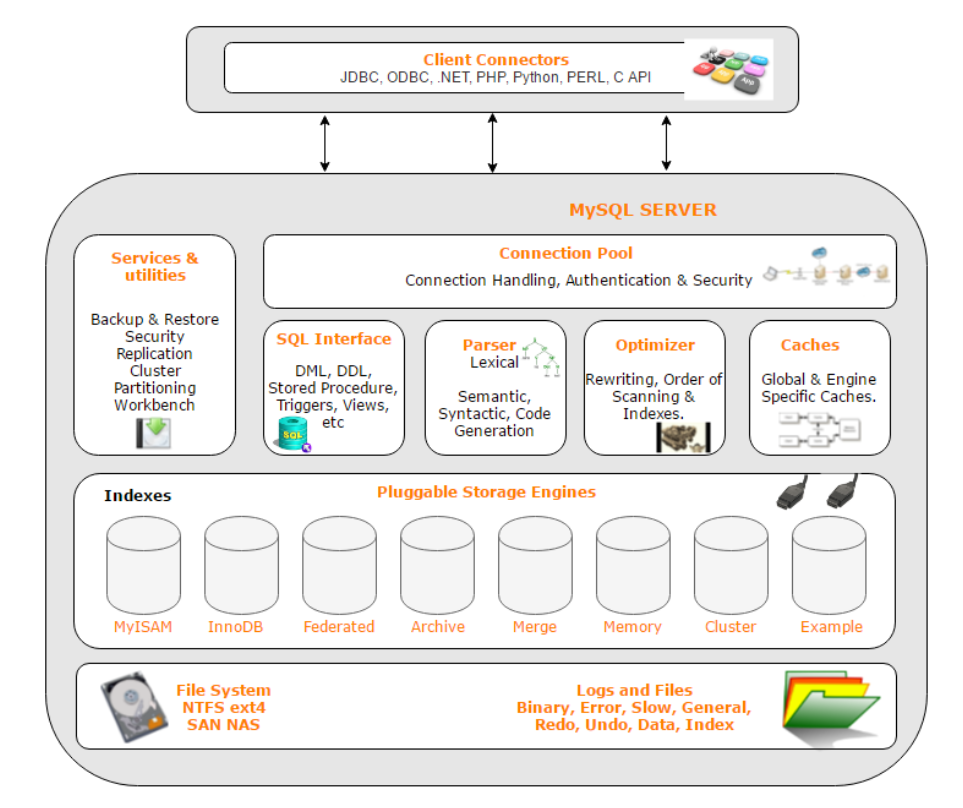 Client Connectors
JDBC, ODBC, .NET, PHP, Python, PERL, C API
App
MySQL SERVER
Services &
utilities
Backup & Restore
Security
Replication
Cluster
Partitioning
Workbench
Connection Pool
Connection Handling, Authentication & Security
SQL Interface
DML, DDL,
Stored Procedure,
Triggers, Views,
etc
SQL
Parser
Lexical
Semantic,
Syntactic, Code
Generation
Optimizer
Rewriting, Order of
Scanning &
Indexes.
Caches
Global & Engine
Specific Caches.
Indexes
Pluggable Storage Engines
MyISAM
InnoDB
Federated
Archive
Merge
Memory
Cluster
Example
File System
NTFS ext4
SAN NAS
Logs and Files
Binary, Error, Slow, General,
Redo, Undo, Data, Index